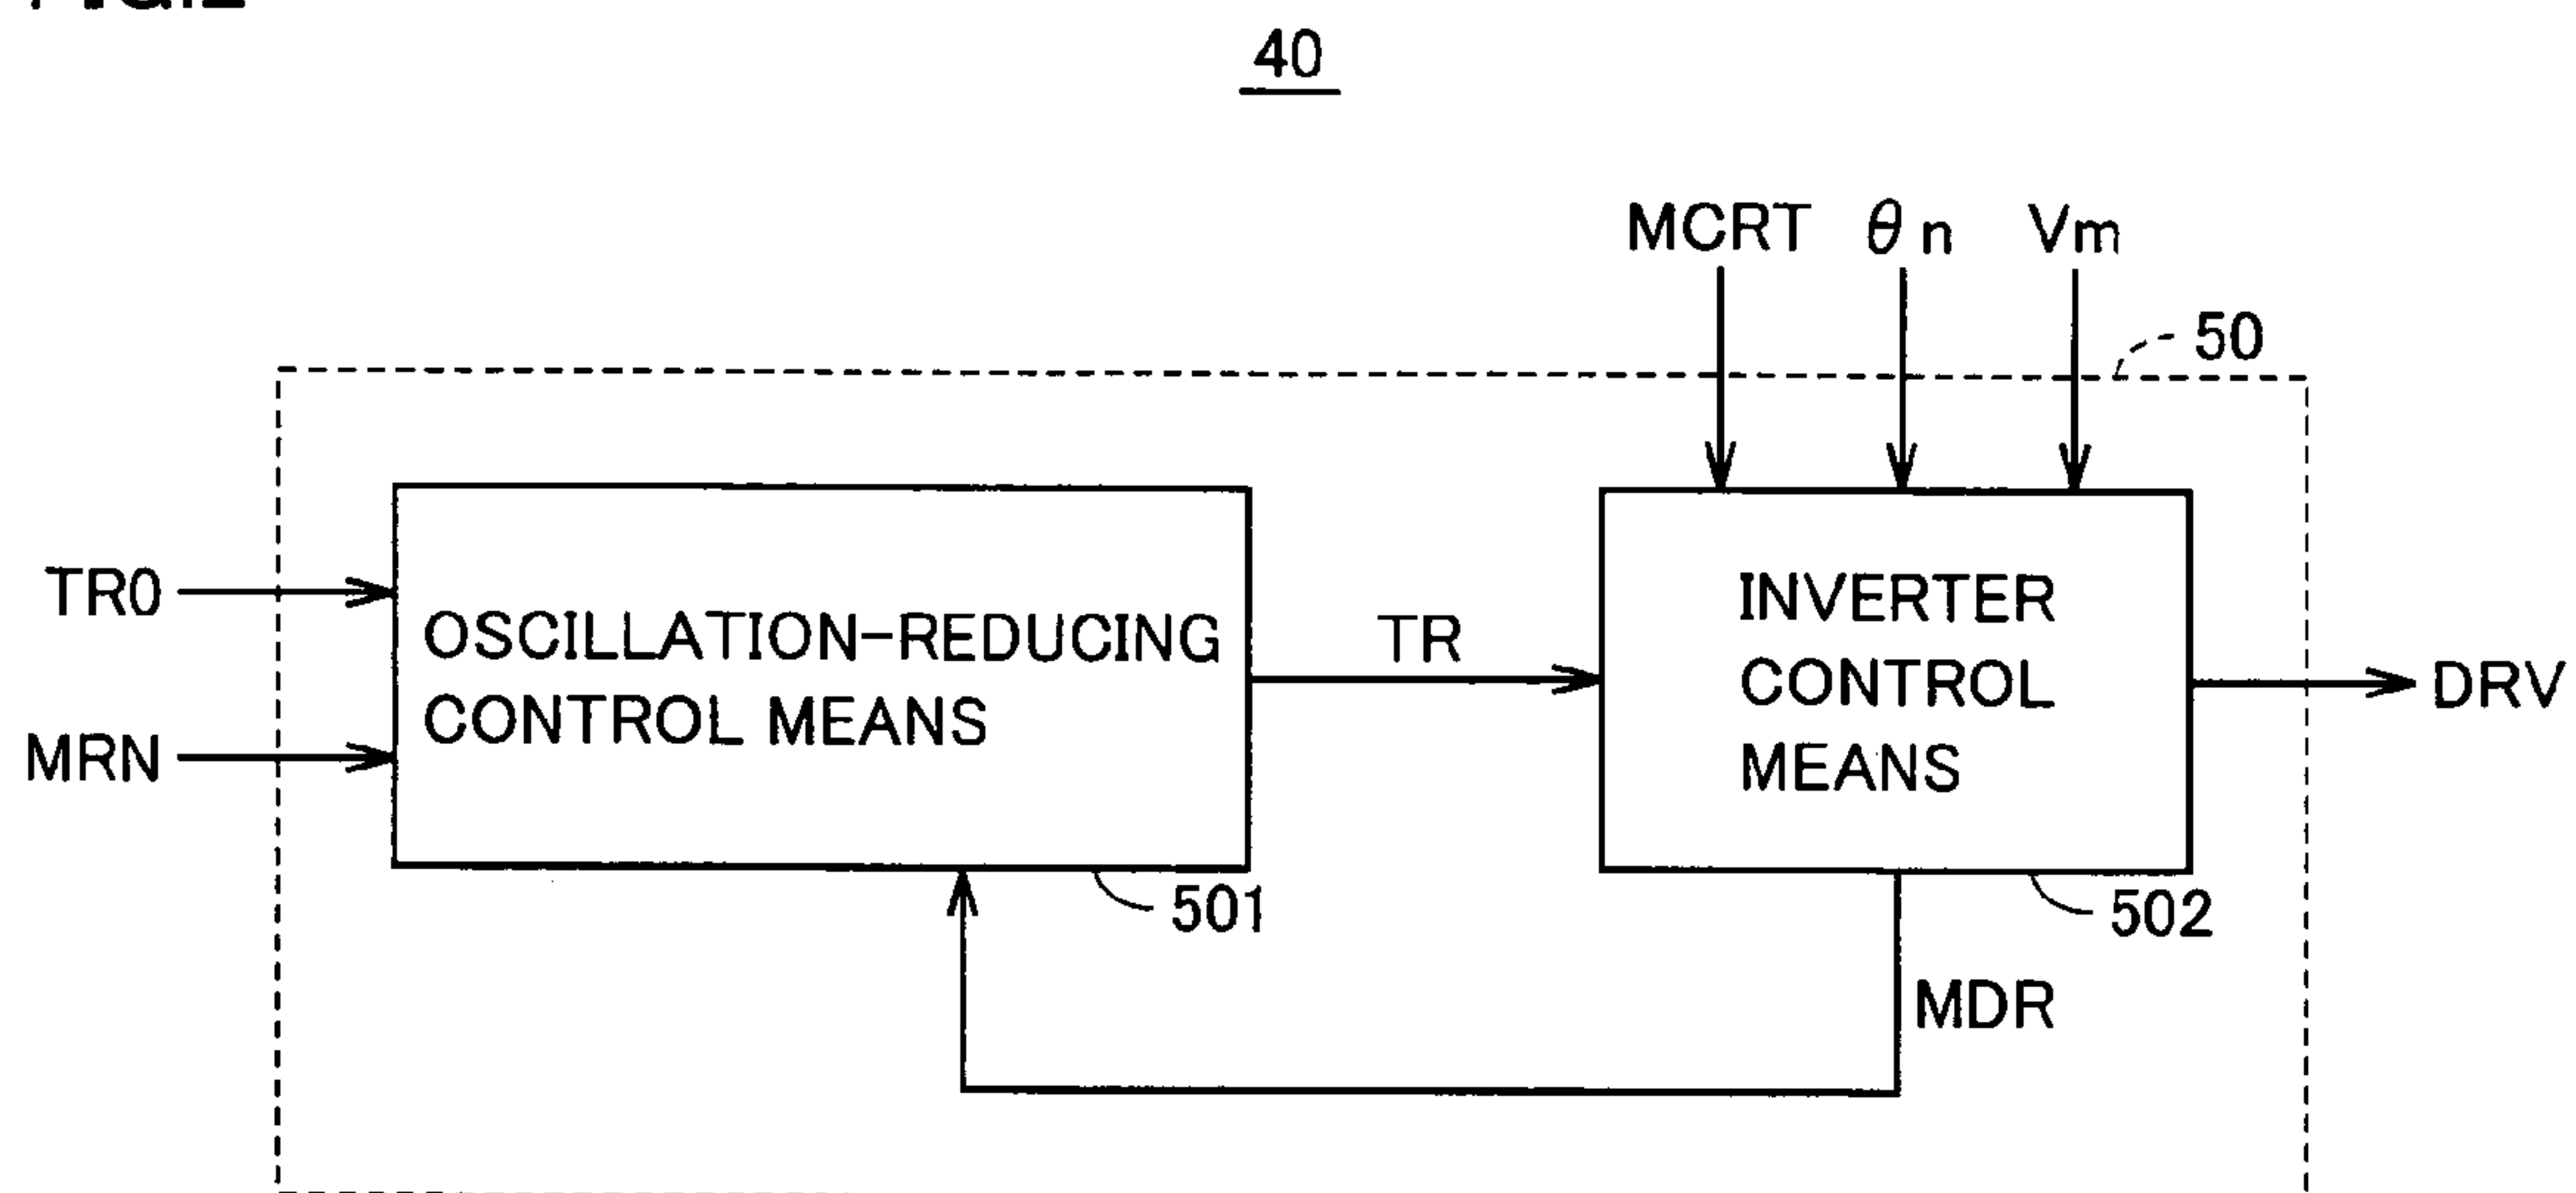 40
MCRT θn Vm
50
TR0
MRN
OSCILLATION-REDUCING
CONTROL MEANS
TR
INVERTER
CONTROL
MEANS
DRV
501
502
MDR